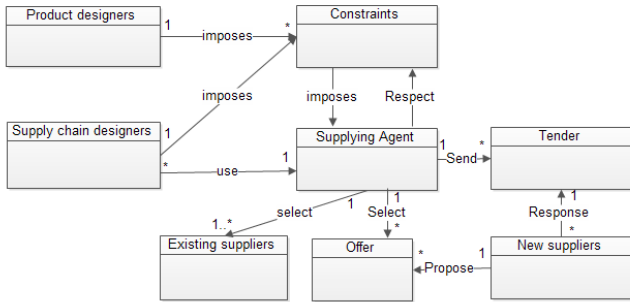 Product designers
Constraints
1
imposes
*
imposes
imposes
Respect
Supply chain designers
1
Supplying Agent
Tender
*
use
1
1
Send
*
select
1
1
Select
1
Response
1..*
*
*
Existing suppliers
Offer
*
Propose
1
New suppliers